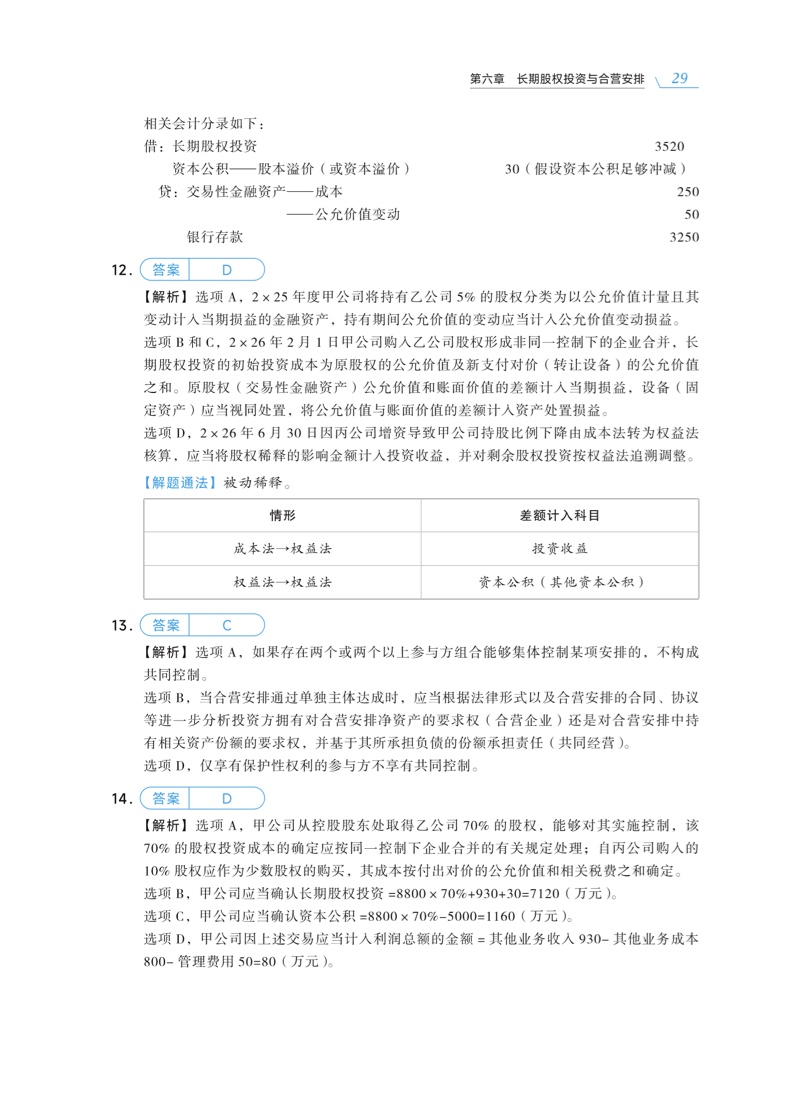 第六章 长期股权投资与合营安排 29
相关会计分录如下：
借：长期股权投资 3520
资本公积——股本溢价（或资本溢价） 30（假设资本公积足够冲减）
贷：交易性金融资产——成本 250
——公允价值变动 50
银行存款 3250
12. 答案 D
【解析】选项 A，2×25 年度甲公司将持有乙公司 5% 的股权分类为以公允价值计量且其
变动计入当期损益的金融资产，持有期间公允价值的变动应当计入公允价值变动损益。
选项 B 和 C，2×26 年 2 月 1 日甲公司购入乙公司股权形成非同一控制下的企业合并，长
期股权投资的初始投资成本为原股权的公允价值及新支付对价（转让设备）的公允价值
之和。原股权（交易性金融资产）公允价值和账面价值的差额计入当期损益，设备（固
定资产）应当视同处置，将公允价值与账面价值的差额计入资产处置损益。
选项 D，2×26 年 6 月 30 日因丙公司增资导致甲公司持股比例下降由成本法转为权益法
核算，应当将股权稀释的影响金额计入投资收益，并对剩余股权投资按权益法追溯调整。
【解题通法】被动稀释。
情形 差额计入科目
成本法→权益法 投资收益
权益法→权益法 资本公积（其他资本公积）
13. 答案 C
【解析】选项 A，如果存在两个或两个以上参与方组合能够集体控制某项安排的，不构成
共同控制。
选项 B，当合营安排通过单独主体达成时，应当根据法律形式以及合营安排的合同、协议
等进一步分析投资方拥有对合营安排净资产的要求权（合营企业）还是对合营安排中持
有相关资产份额的要求权，并基于其所承担负债的份额承担责任（共同经营）。
选项 D，仅享有保护性权利的参与方不享有共同控制。
14. 答案 D
【解析】选项 A，甲公司从控股股东处取得乙公司 70% 的股权，能够对其实施控制，该
70% 的股权投资成本的确定应按同一控制下企业合并的有关规定处理；自丙公司购入的
10% 股权应作为少数股权的购买，其成本按付出对价的公允价值和相关税费之和确定。
选项 B，甲公司应当确认长期股权投资 =8800×70%+930+30=7120（万元）。
选项 C，甲公司应当确认资本公积 =8800×70%-5000=1160（万元）。
选项 D，甲公司因上述交易应当计入利润总额的金额 = 其他业务收入 930- 其他业务成本
800- 管理费用 50=80（万元）。